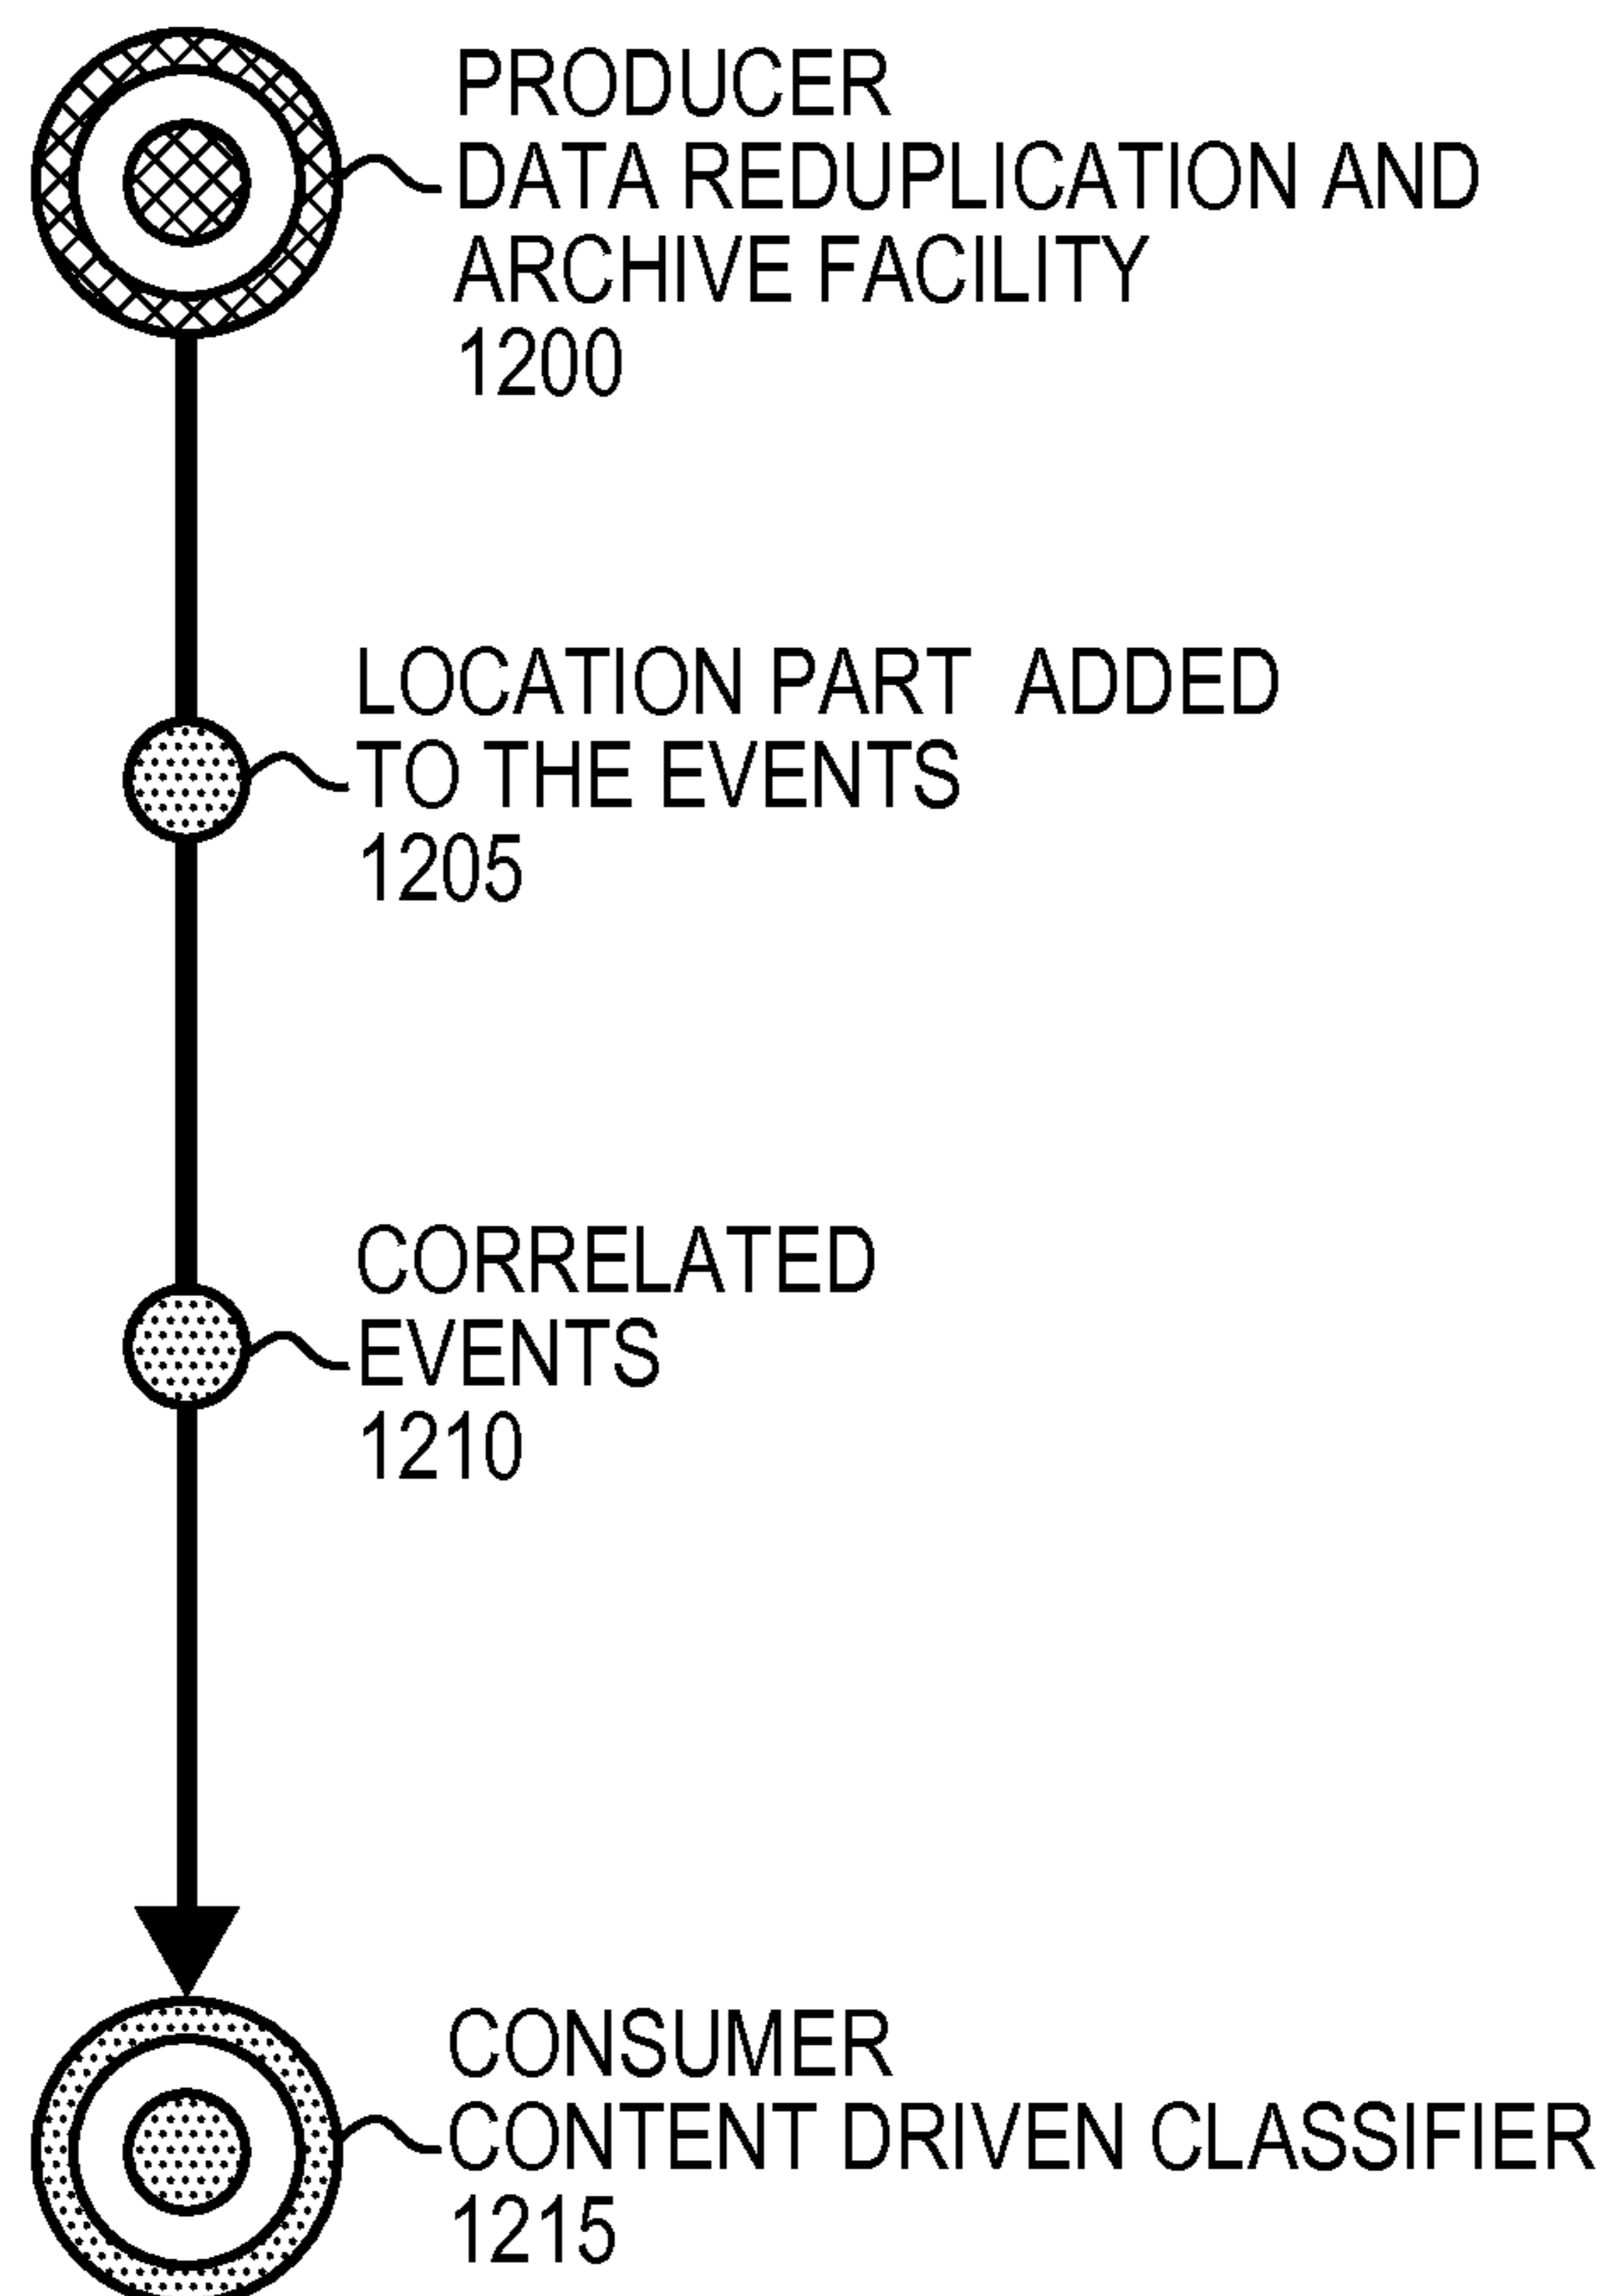 PRODUCER
DATA REDUPLICATION AND
ARCHIVE FACILITY
1200
LOCATION PART ADDED
TO THE EVENTS
1205
CORRELATED
EVENTS
1210
CONSUMER
CONTENT DRIVEN CLASSIFIER
1215